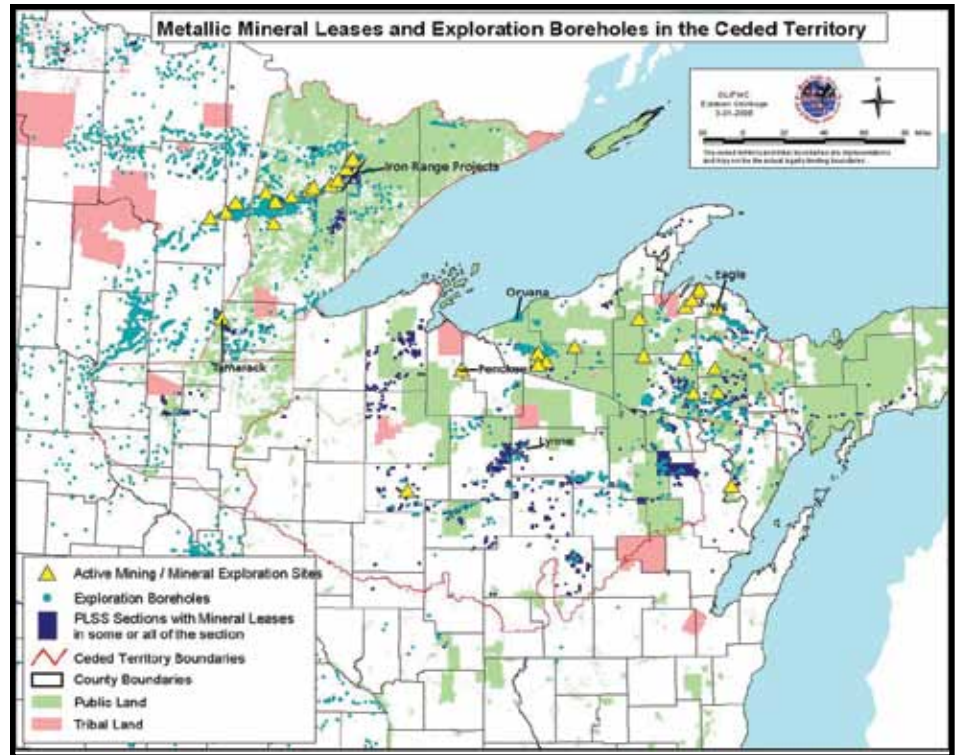 Metallic Mineral Leases and Exploration Boreholes in the Ceded Territory
GLIFWC
Miles
Iron Range Projects
Eagle
Orvana
Tamarack
Penokee
Lynne
Active Mining / Mineral Exploration Sites
Exploration Boreholes
PLSS Sections with Mineral Leases
in some or all of the section
Ceded Territory Boundaries
County Boundaries
Public Land
Tribal Land